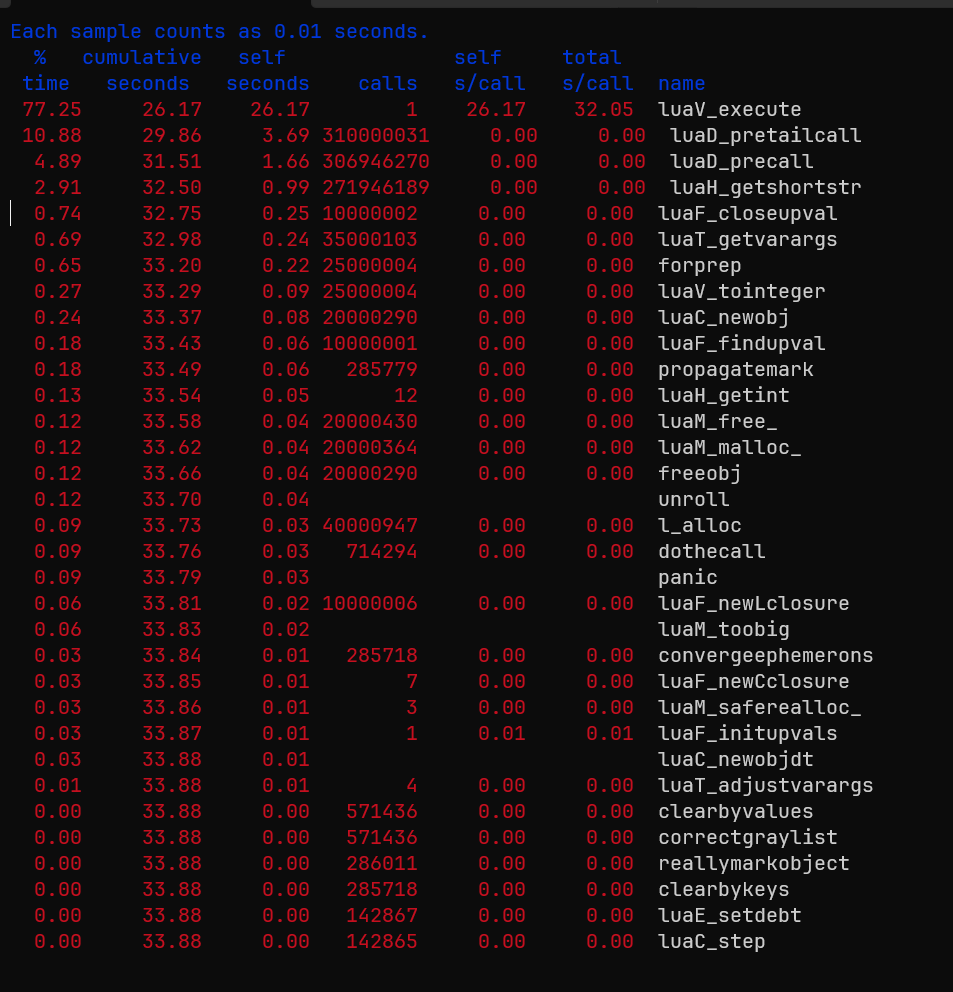 Each sample counts as 0.01 seconds.
  %   cumulative   self              self     total
 time   seconds   seconds    calls   s/call   s/call  name
 77.25     26.17    26.17        1    26.17    32.05  luaV_execute
 10.88     29.86     3.69 310000031     0.00     0.00  luaD_pretailcall
  4.89     31.51     1.66 306946270     0.00     0.00  luaD_precall
  2.91     32.50     0.99 271946189     0.00     0.00  luaH_getshortstr
  0.74     32.75     0.25 10000002     0.00     0.00  luaF_closeupval
  0.69     32.98     0.24 35000103     0.00     0.00  luaT_getvarargs
  0.65     33.20     0.22 25000004     0.00     0.00  forprep
  0.27     33.29     0.09 25000004     0.00     0.00  luaV_tointeger
  0.24     33.37     0.08 20000290     0.00     0.00  luaC_newobj
  0.18     33.43     0.06 10000001     0.00     0.00  luaF_findupval
  0.18     33.49     0.06   285779     0.00     0.00  propagatemark
  0.13     33.54     0.05       12     0.00     0.00  luaH_getint
  0.12     33.58     0.04 20000430     0.00     0.00  luaM_free_
  0.12     33.62     0.04 20000364     0.00     0.00  luaM_malloc_
  0.12     33.66     0.04 20000290     0.00     0.00  freeobj
  0.12     33.70     0.04                             unroll
  0.09     33.73     0.03 40000947     0.00     0.00  l_alloc
  0.09     33.76     0.03   714294     0.00     0.00  dothecall
  0.09     33.79     0.03                             panic
  0.06     33.81     0.02 10000006     0.00     0.00  luaF_newLclosure
  0.06     33.83     0.02                             luaM_toobig
  0.03     33.84     0.01   285718     0.00     0.00  convergeephemerons
  0.03     33.85     0.01        7     0.00     0.00  luaF_newCclosure
  0.03     33.86     0.01        3     0.00     0.00  luaM_saferealloc_
  0.03     33.87     0.01        1     0.01     0.01  luaF_initupvals
  0.03     33.88     0.01                             luaC_newobjdt
  0.01     33.88     0.01        4     0.00     0.00  luaT_adjustvarargs
  0.00     33.88     0.00   571436     0.00     0.00  clearbyvalues
  0.00     33.88     0.00   571436     0.00     0.00  correctgraylist
  0.00     33.88     0.00   286011     0.00     0.00  reallymarkobject
  0.00     33.88     0.00   285718     0.00     0.00  clearbykeys
  0.00     33.88     0.00   142867     0.00     0.00  luaE_setdebt
  0.00     33.88     0.00   142865     0.00     0.00  luaC_step